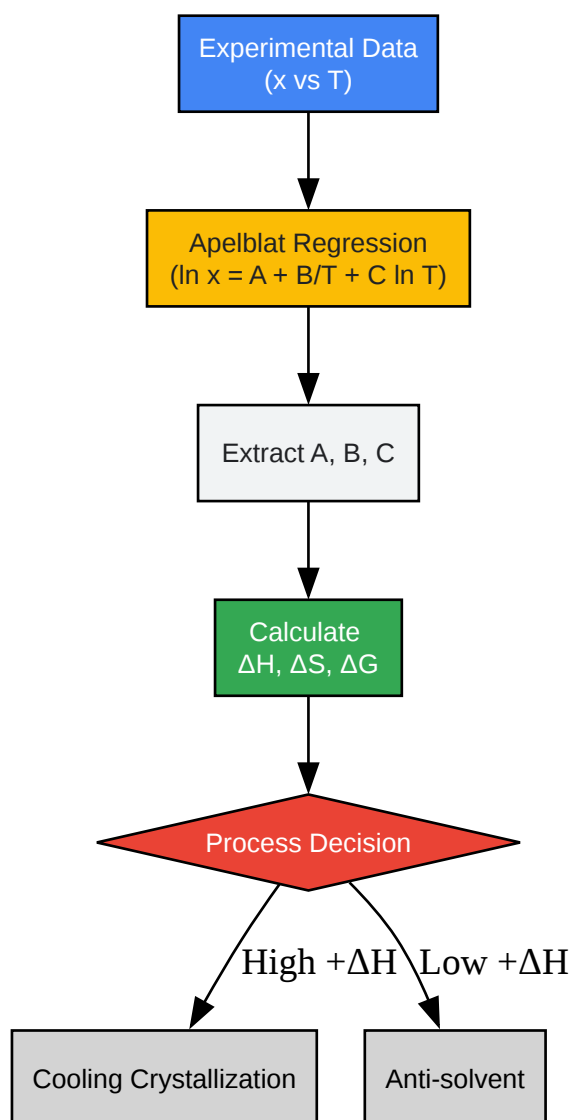 Experimental Data
(x vs T)
Apelblat Regression
(ln x = A + B/T + C ln T)
Extract A, B, C
Calculate
ΔH, ΔS, ΔG
Process Decision
High +ΔH
Low +ΔH
Cooling Crystallization
Anti-solvent